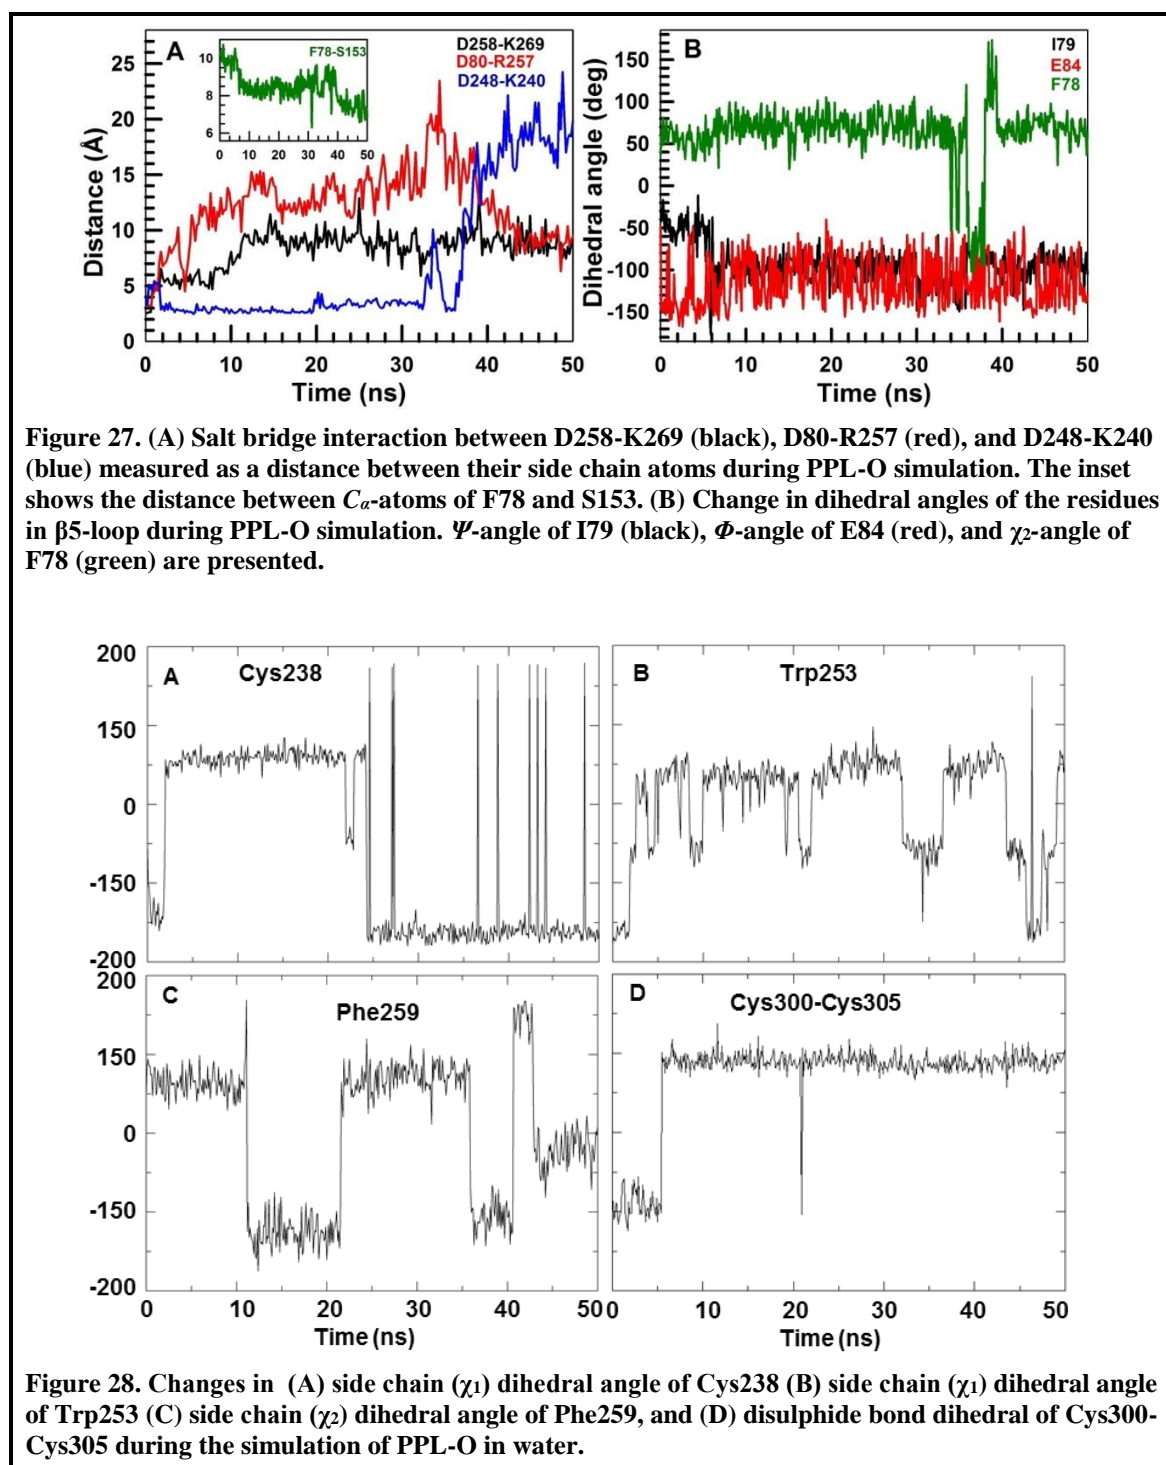 A
F78-S153
D258-K269
D80-R257
D248-K240
25
20
15
10
5
0
10
8
6
0 10 20 30 40 50
Distance (Å)
0 10 20 30 40 50
Time (ns)
B
I79
E84
F78
150
100
50
0
-50
-100
-150
Dihedral angle (deg)
0 10 20 30 40 50
Time (ns)
Figure 27. (A) Salt bridge interaction between D258-K269 (black), D80-R257 (red), and D248-K240
(blue) measured as a distance between their side chain atoms during PPL-O simulation. The inset
shows the distance between Cα-atoms of F78 and S153. (B) Change in dihedral angles of the residues
in β5-loop during PPL-O simulation. Ψ-angle of I79 (black), Φ-angle of E84 (red), and χ2-angle of
F78 (green) are presented.
A Cys238
200
150
0
-150
-200
B Trp253
C Phe259
200
150
0
-150
-200
0 10 20 30 40 50
Time (ns)
D Cys300-Cys305
0 10 20 30 40 50
Time (ns)
Figure 28. Changes in (A) side chain (χ1) dihedral angle of Cys238 (B) side chain (χ1) dihedral angle
of Trp253 (C) side chain (χ2) dihedral angle of Phe259, and (D) disulphide bond dihedral of Cys300-
Cys305 during the simulation of PPL-O in water.